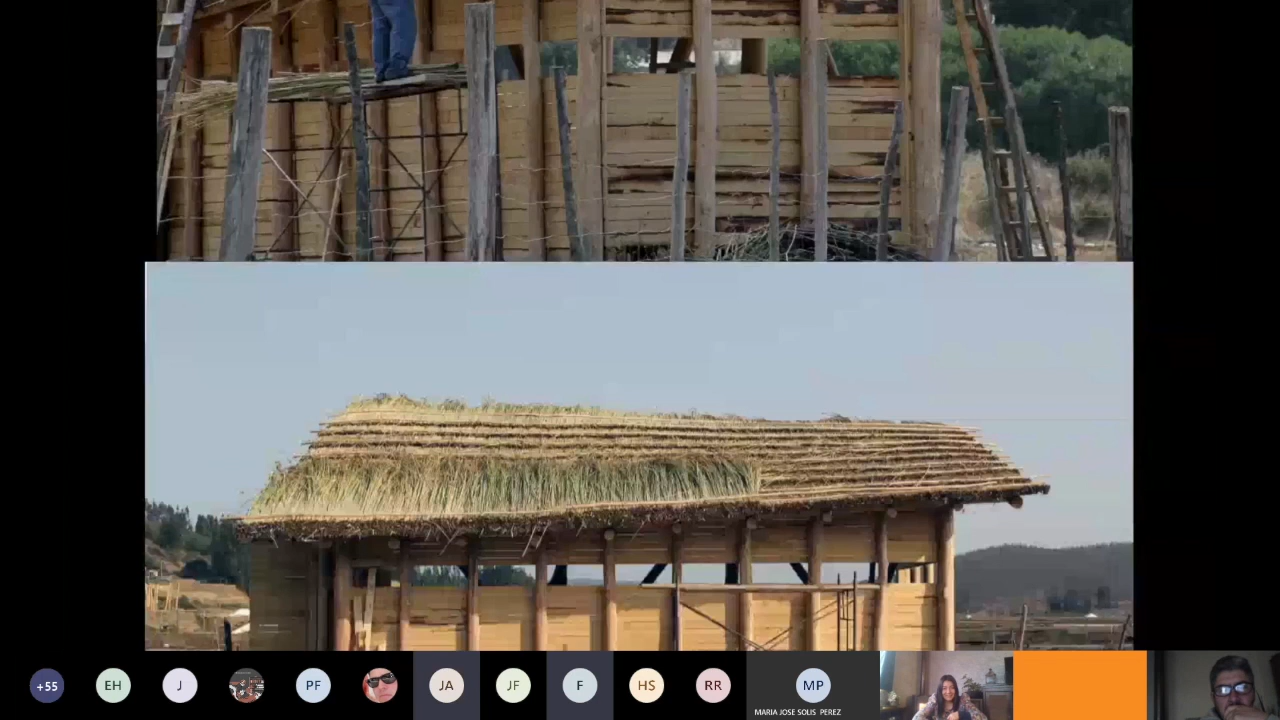 +55
EH
J
PF
JA
JF
F
HS
RR
MP
MARIA JOSE SOLIS PEREZ